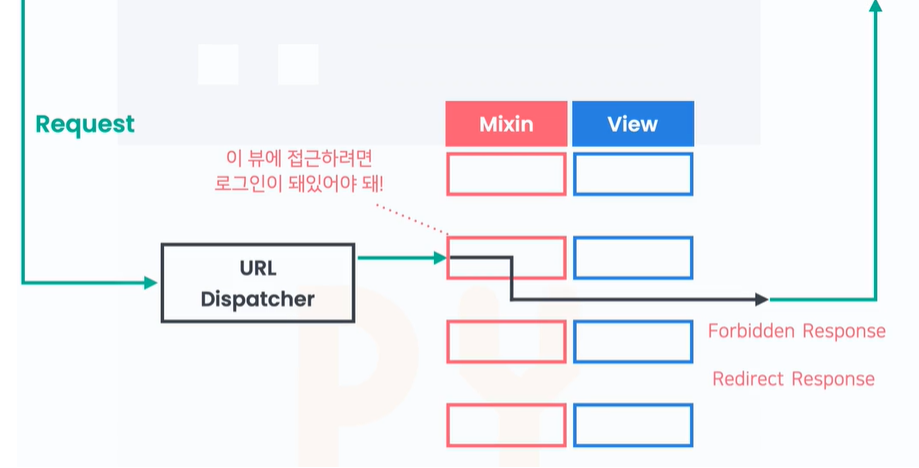 Request
Mixin
View
이 뷰에 접근하려면
로그인이 돼있어야 돼!
URL
Dispatcher
Forbidden Response
Redirect Response
PY